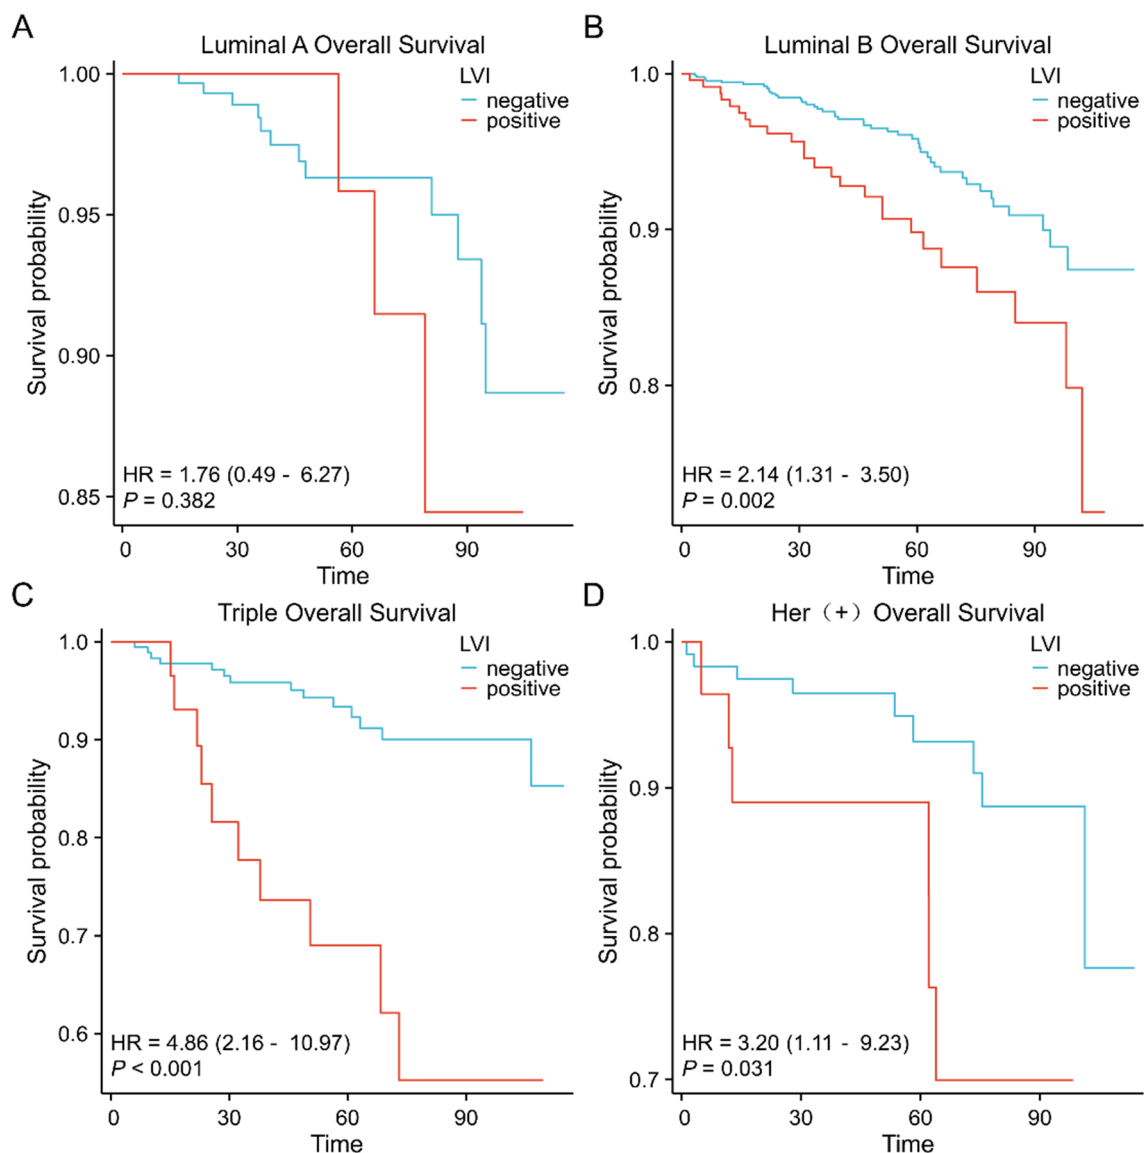 A
Luminal A Overall Survival
LVI
negative
positive
1.00
0.95
0.90
0.85
Survival probability
HR = 1.76 (0.49 - 6.27)
P = 0.382
0 30 60 90
Time
B
Luminal B Overall Survival
LVI
negative
positive
1.0
0.9
0.8
Survival probability
HR = 2.14 (1.31 - 3.50)
P = 0.002
0 30 60 90
Time
C
Triple Overall Survival
LVI
negative
positive
1.0
0.9
0.8
0.7
0.6
Survival probability
HR = 4.86 (2.16 - 10.97)
P < 0.001
0 30 60 90
Time
D
Her（+）Overall Survival
LVI
negative
positive
1.0
0.9
0.8
0.7
Survival probability
HR = 3.20 (1.11 - 9.23)
P = 0.031
0 30 60 90
Time